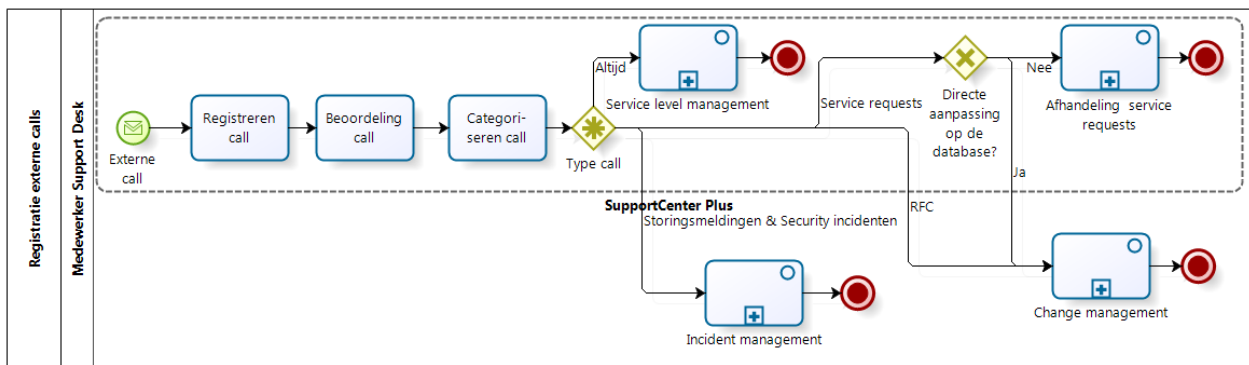 Registratie externe calls
Medewerker Support Desk
Externe
call
Registreren
call
Beoordeling
call
Categori-
seren call
Type call
Altijd
Service level management
Service requests
Directe
aanpassing
op de
database?
Nee
Afhandeling service
requests
Ja
SupportCenter Plus
Storingsmeldingen & Security incidenten
RFC
Incident management
Change management